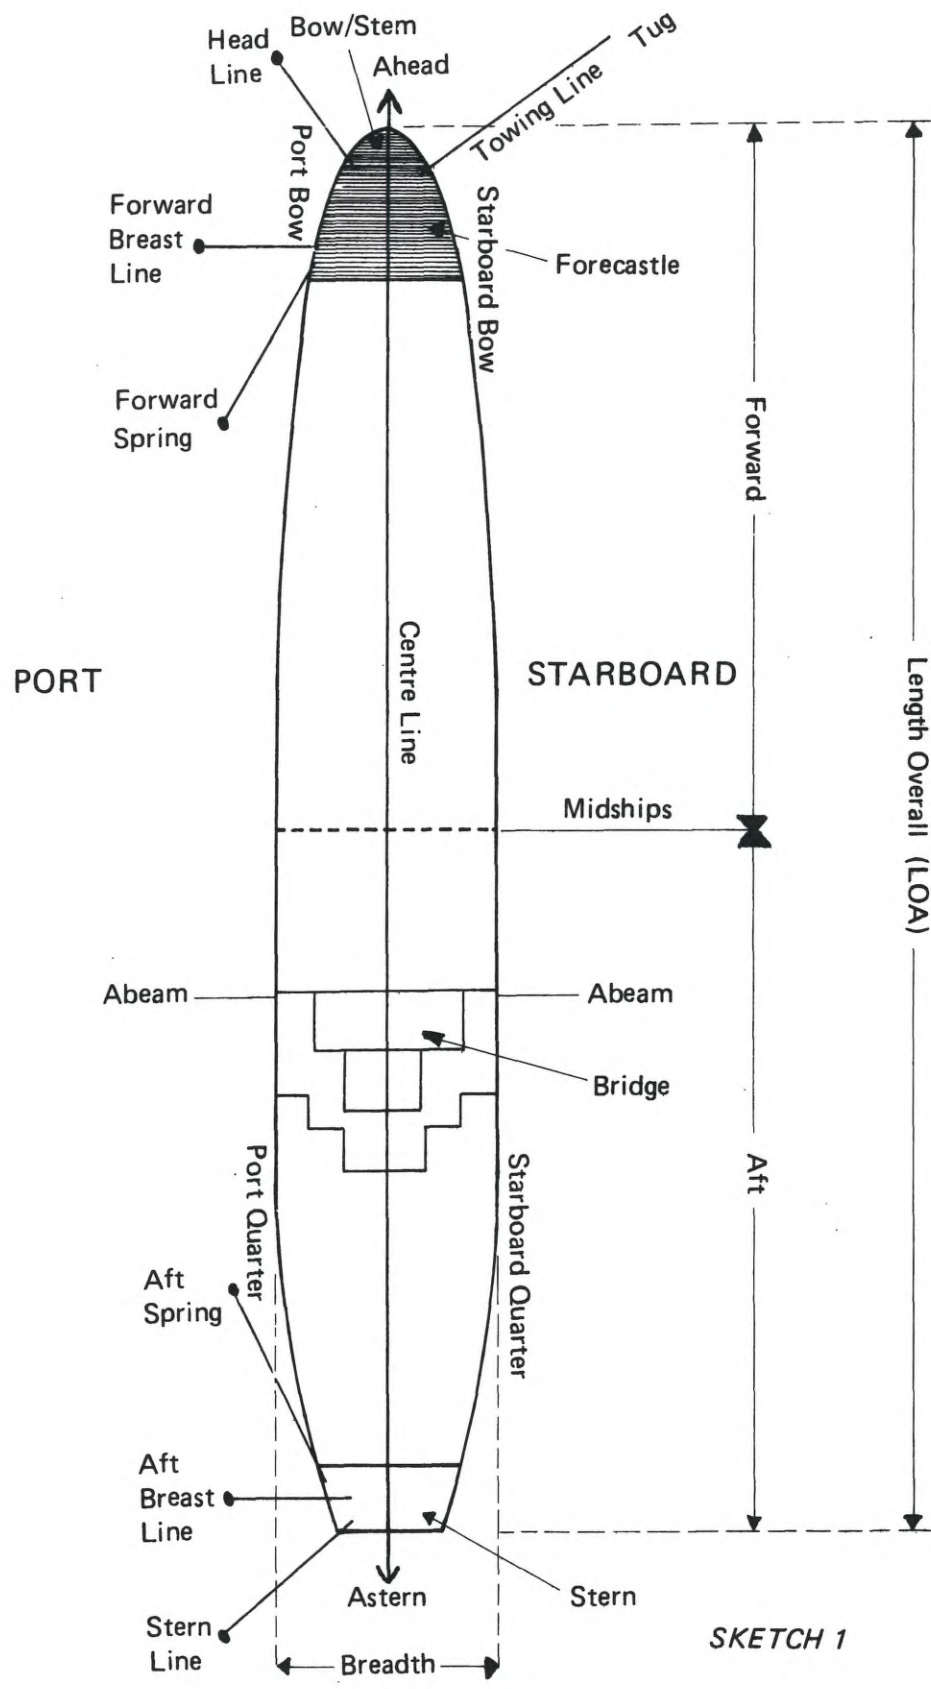 Bow/Stem
Head
Line
Ahead
Tug
Towing Line
Port Bow
Forward
Breast
Line
Starboard Bow
Forecastle
Forward
Spring
Forward
Centre Line
PORT
STARBOARD
Length Overall (LOA)
Midships
Abeam
Abeam
Bridge
Port Quarter
Starboard Quarter
Aft
Aft
Spring
Aft
Breast
Line
Astern
Stern
Stern
Line
Breadth
SKETCH 1